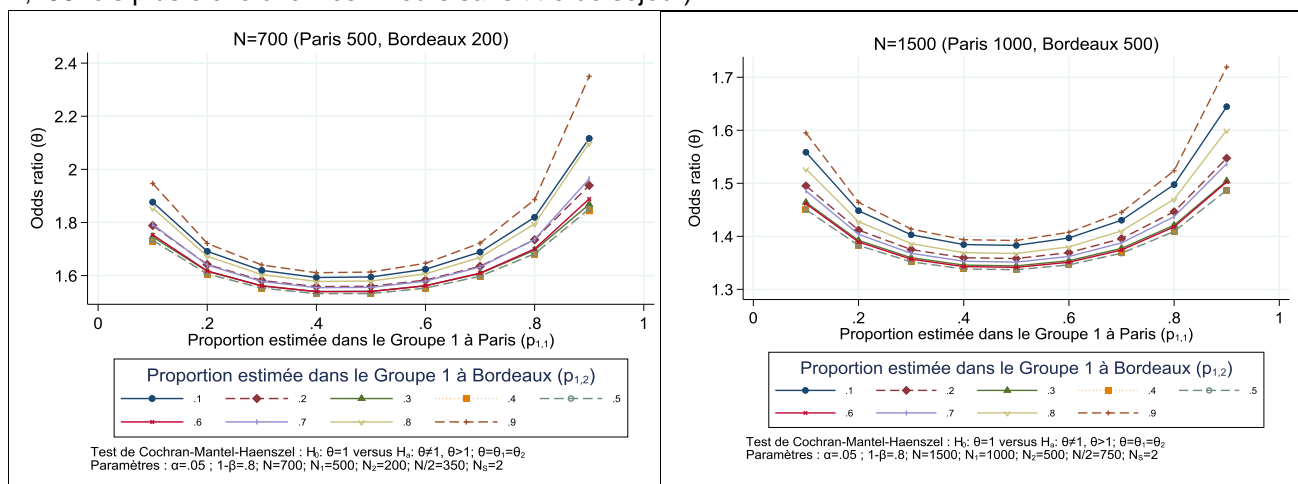 N=700 (Paris 500, Bordeaux 200)
Odds ratio (θ)
2.4
2.2
2
1.8
1.6
0 .2 .4 .6 .8 1
Proportion estimée dans le Groupe 1 à Paris (p1,1)
Proportion estimée dans le Groupe 1 à Bordeaux (p1,2)
.1 .2 .3 .4 .5
.6 .7 .8 .9
Test de Cochran-Mantel-Haenszel : H0: θ=1 versus Ha: θ≠1, θ>1; θ=θ1=θ2
Paramètres : α=.05 ; 1-β=.8; N=700, N1=500; N2=200, N/2=350, NS=2
N=1500 (Paris 1000, Bordeaux 500)
Odds ratio (θ)
1.7
1.6
1.5
1.4
1.3
0 .2 .4 .6 .8 1
Proportion estimée dans le Groupe 1 à Paris (p1,1)
Proportion estimée dans le Groupe 1 à Bordeaux (p1,2)
.1 .2 .3 .4 .5
.6 .7 .8 .9
Test de Cochran-Mantel-Haenszel : H0: θ=1 versus Ha: θ≠1, θ>1; θ=θ1=θ2
Paramètres : α=.05 ; 1-β=.8; N=1500, N1=1000; N2=500, N/2=750, NS=2